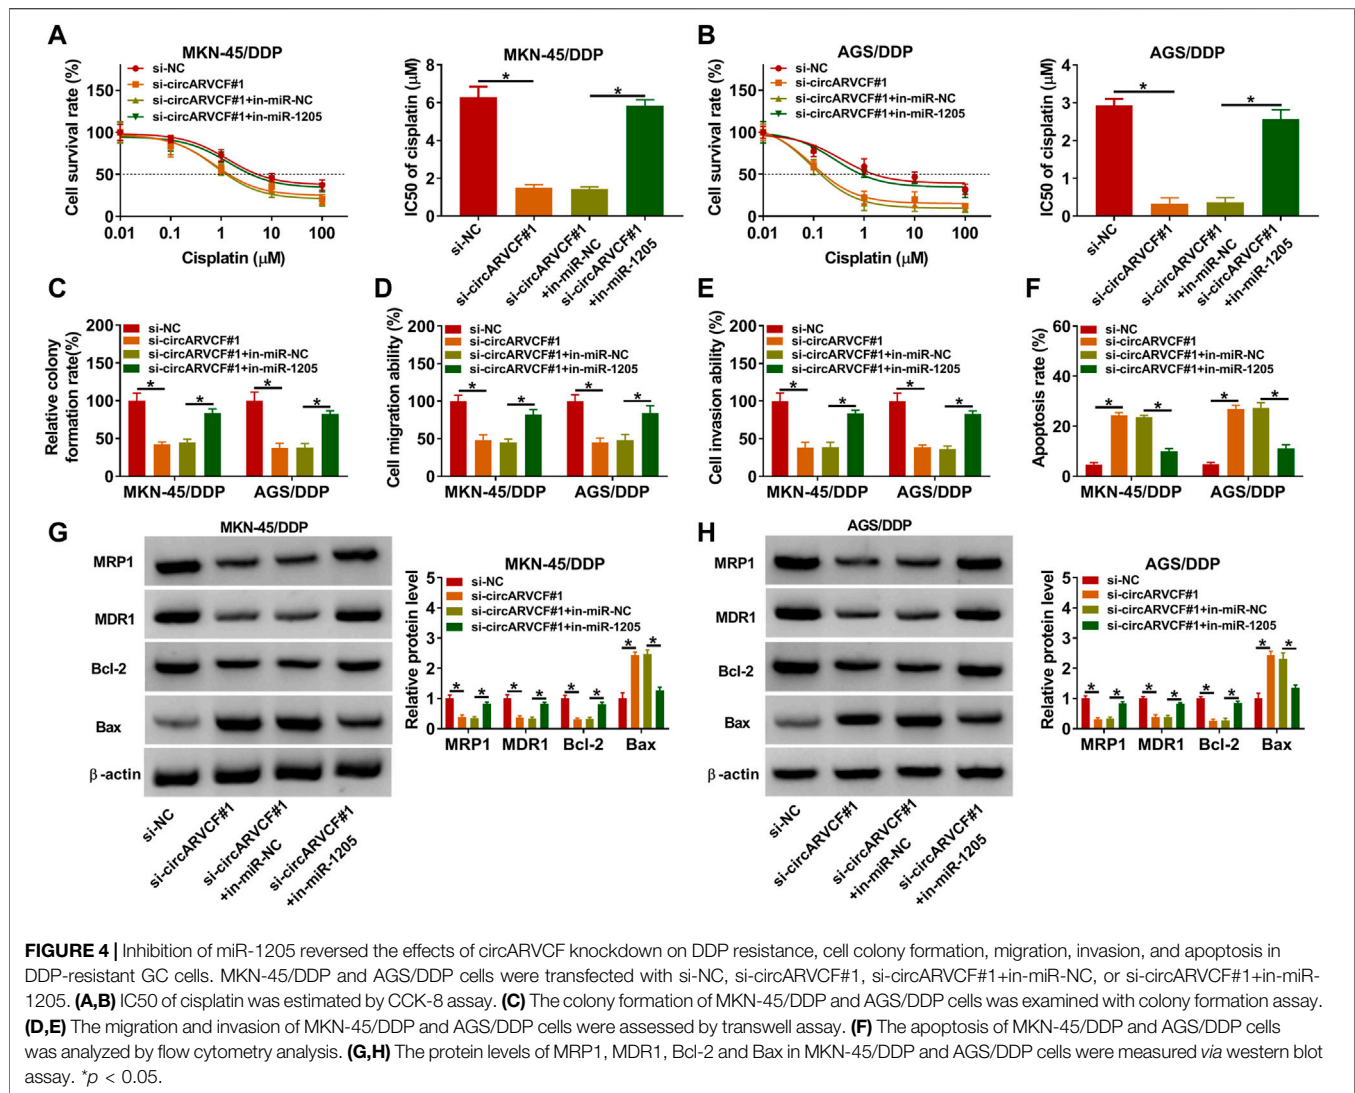 A
MKN-45/DDP
si-NC
si-circARVCF#1
si-circARVCF#1+in-miR-NC
si-circARVCF#1+in-miR-1205
Cell survival rate (%)
150
100
50
0
0.01 0.1 1 10 100
Cisplatin (μM)
MKN-45/DDP
IC50 of cisplatin (μM)
8
6
4
2
0
*
*
si-NC
si-circARVCF#1
si-circARVCF#1
+in-miR-NC
si-circARVCF#1
+in-miR-1205
B
AGS/DDP
si-NC
si-circARVCF#1
si-circARVCF#1+in-miR-NC
si-circARVCF#1+in-miR-1205
Cell survival rate (%)
150
100
50
0
0.01 0.1 1 10 100
Cisplatin (μM)
AGS/DDP
IC50 of cisplatin (μM)
4
3
2
1
0
*
*
si-NC
si-circARVCF#1
si-circARVCF#1
+in-miR-NC
si-circARVCF#1
+in-miR-1205
C
Relative colony
formation rate(%)
200
150
100
50
0
si-NC
si-circARVCF#1
si-circARVCF#1+in-miR-NC
si-circARVCF#1+in-miR-1205
* * * *
MKN-45/DDP AGS/DDP
D
Cell migration ability (%)
200
150
100
50
0
si-NC
si-circARVCF#1
si-circARVCF#1+in-miR-NC
si-circARVCF#1+in-miR-1205
* * * *
MKN-45/DDP AGS/DDP
E
Cell invasion ability (%)
200
150
100
50
0
si-NC
si-circARVCF#1
si-circARVCF#1+in-miR-NC
si-circARVCF#1+in-miR-1205
* * * *
MKN-45/DDP AGS/DDP
F
Apoptosis rate (%)
60
40
20
0
si-NC
si-circARVCF#1
si-circARVCF#1+in-miR-NC
si-circARVCF#1+in-miR-1205
* * * *
MKN-45/DDP AGS/DDP
G
MKN-45/DDP
MRP1
MDR1
Bcl-2
Bax
β-actin
si-NC
si-circARVCF#1
si-circARVCF#1
+in-miR-NC
si-circARVCF#1
+in-miR-1205
MKN-45/DDP
Relative protein level
5
4
3
2
1
0
si-NC
si-circARVCF#1
si-circARVCF#1+in-miR-NC
si-circARVCF#1+in-miR-1205
* * * * * * * *
MRP1 MDR1 Bcl-2 Bax
H
AGS/DDP
MRP1
MDR1
Bcl-2
Bax
β-actin
si-NC
si-circARVCF#1
si-circARVCF#1
+in-miR-NC
si-circARVCF#1
+in-miR-1205
AGS/DDP
Relative protein level
5
4
3
2
1
0
si-NC
si-circARVCF#1
si-circARVCF#1+in-miR-NC
si-circARVCF#1+in-miR-1205
* * * * * * * *
MRP1 MDR1 Bcl-2 Bax
FIGURE 4 | Inhibition of miR-1205 reversed the effects of circARVCF knockdown on DDP resistance, cell colony formation, migration, invasion, and apoptosis in
DDP-resistant GC cells. MKN-45/DDP and AGS/DDP cells were transfected with si-NC, si-circARVCF#1, si-circARVCF#1+in-miR-NC, or si-circARVCF#1+in-miR-
1205. (A,B) IC50 of cisplatin was estimated by CCK-8 assay. (C) The colony formation of MKN-45/DDP and AGS/DDP cells was examined with colony formation assay.
(D,E) The migration and invasion of MKN-45/DDP and AGS/DDP cells were assessed by transwell assay. (F) The apoptosis of MKN-45/DDP and AGS/DDP cells
was analyzed by flow cytometry analysis. (G,H) The protein levels of MRP1, MDR1, Bcl-2 and Bax in MKN-45/DDP and AGS/DDP cells were measured via western blot
assay. *p < 0.05.